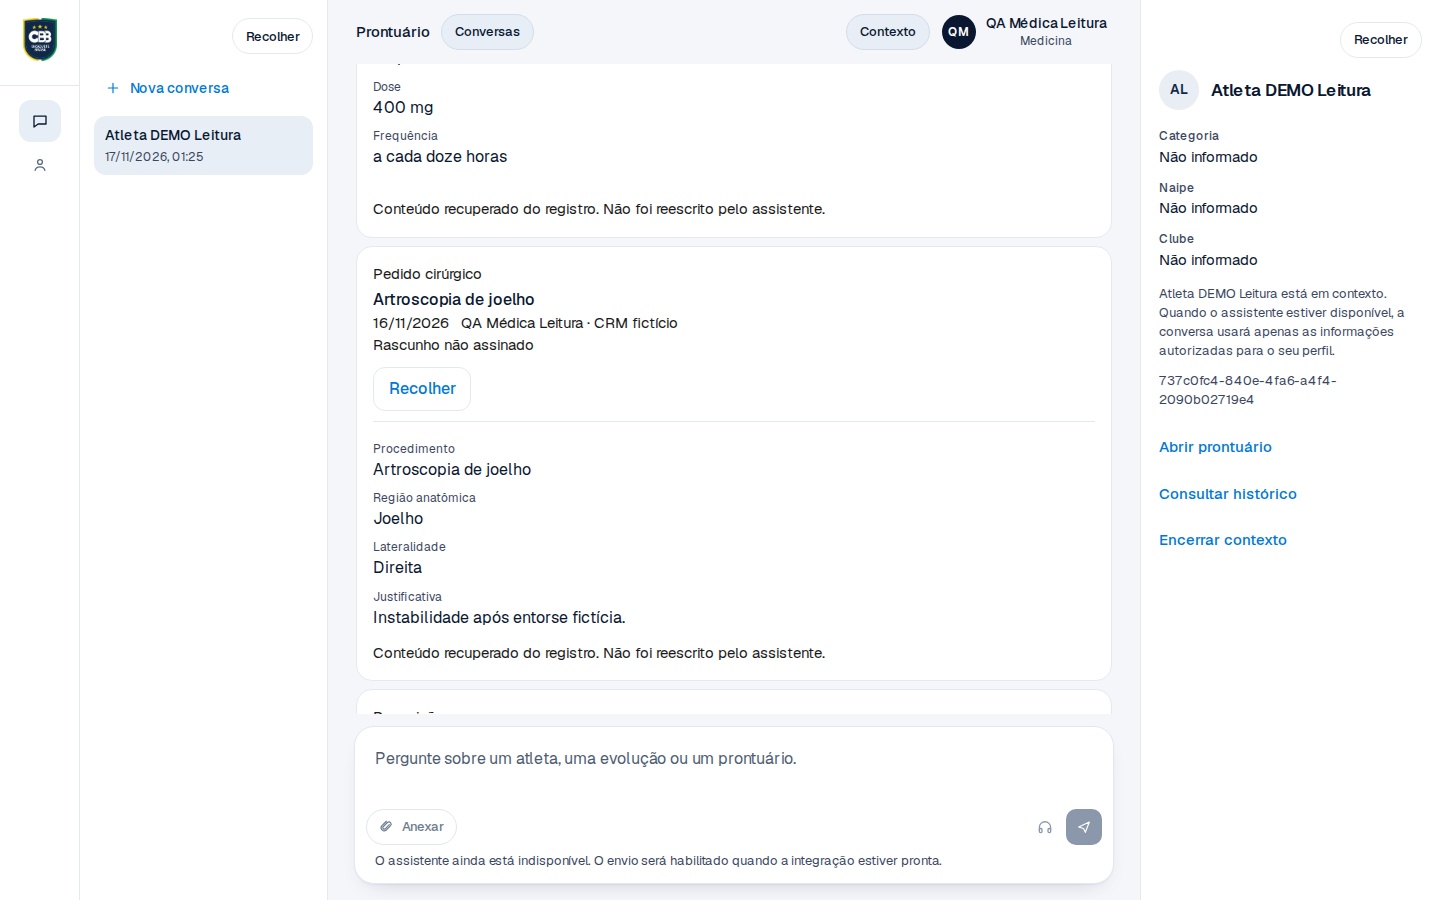 CBB
Recolher
Nova conversa
Atleta DEMO Leitura
17/11/2026, 01:25
Prontuário
Conversas
Contexto
QM
QA Médica Leitura
Medicina
Dose
400 mg
Frequência
a cada doze horas
Conteúdo recuperado do registro. Não foi reescrito pelo assistente.
Pedido cirúrgico
Artroscopia de joelho
16/11/2026 QA Médica Leitura · CRM fictício
Rascunho não assinado
Recolher
Procedimento
Artroscopia de joelho
Região anatômica
Joelho
Lateralidade
Direita
Justificativa
Instabilidade após entorse fictícia.
Conteúdo recuperado do registro. Não foi reescrito pelo assistente.
Pergunte sobre um atleta, uma evolução ou um prontuário.
Anexar
O assistente ainda está indisponível. O envio será habilitado quando a integração estiver pronta.
Recolher
AL
Atleta DEMO Leitura
Categoria
Não informado
Naipe
Não informado
Clube
Não informado
Atleta DEMO Leitura está em contexto.
Quando o assistente estiver disponível, a
conversa usará apenas as informações
autorizadas para o seu perfil.
737c0fc4-840e-4fa6-a4f4-
2090b02719e4
Abrir prontuário
Consultar histórico
Encerrar contexto